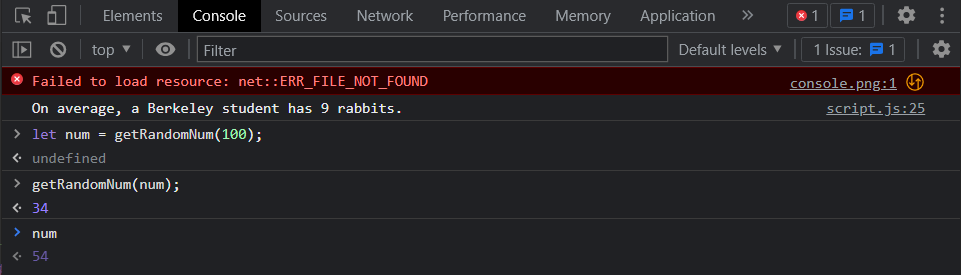 Elements Console Sources Network Performance Memory Application 1 1
top Filter Default levels 1 Issue: 1
Failed to load resource: net::ERR_FILE_NOT_FOUND console.png:1
On average, a Berkeley student has 9 rabbits. script.js:25
let num = getRandomNum(100);
undefined
getRandomNum(num);
34
num
54